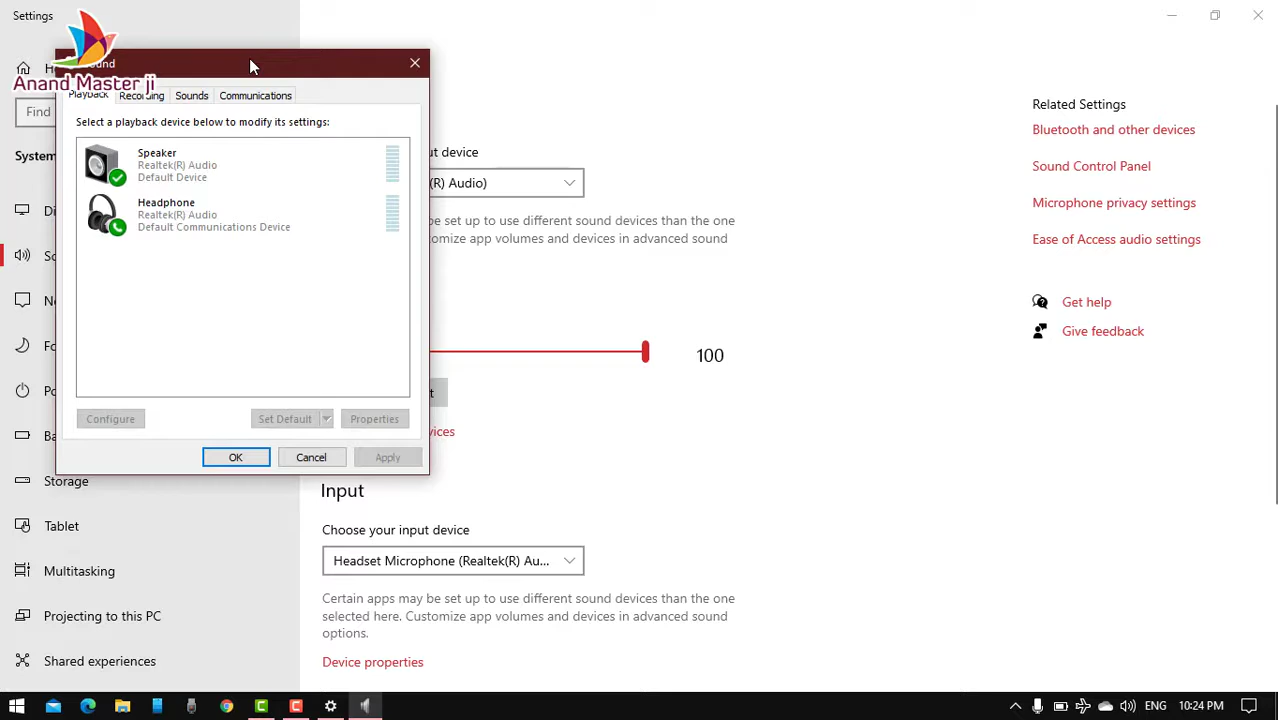 Settings
Anand Master ji
Find
System
Storage
Tablet
Multitasking
Projecting to this PC
Shared experiences
Playback Recording Sounds Communications
Select a playback device below to modify its settings:
Speaker
Realtek(R) Audio
Default Device
Headphone
Realtek(R) Audio
Default Communications Device
Configure Set Default Properties
OK Cancel Apply
device
(R) Audio)
be set up to use different sound devices than the one
customize app volumes and devices in advanced sound
100
Input
Choose your input device
Headset Microphone (Realtek(R) Au...
Certain apps may be set up to use different sound devices than the one
selected here. Customize app volumes and devices in advanced sound
options.
Device properties
Related Settings
Bluetooth and other devices
Sound Control Panel
Microphone privacy settings
Ease of Access audio settings
Get help
Give feedback
ENG 10:24 PM